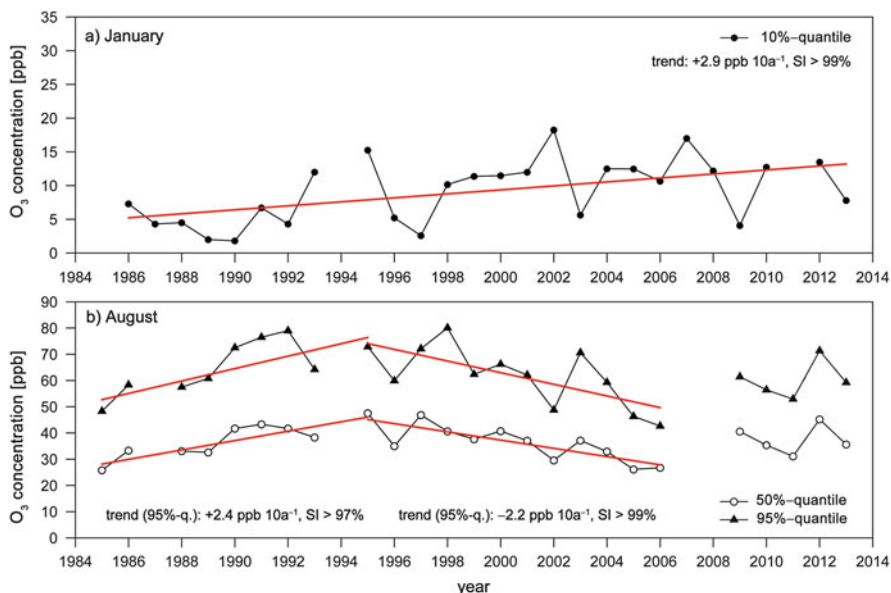 a) January
10%−quantile
trend: +2.9 ppb 10a⁻¹, SI > 99%
O₃ concentration [ppb]
35
30
25
20
15
10
5
0
1984 1986 1988 1990 1992 1994 1996 1998 2000 2002 2004 2006 2008 2010 2012 2014
b) August
O₃ concentration [ppb]
90
80
70
60
50
40
30
20
10
0
50%−quantile
trend (95%-q.): +2.4 ppb 10a⁻¹, SI > 97% trend (95%-q.): −2.2 ppb 10a⁻¹, SI > 99%
95%−quantile
1984 1986 1988 1990 1992 1994 1996 1998 2000 2002 2004 2006 2008 2010 2012 2014
year